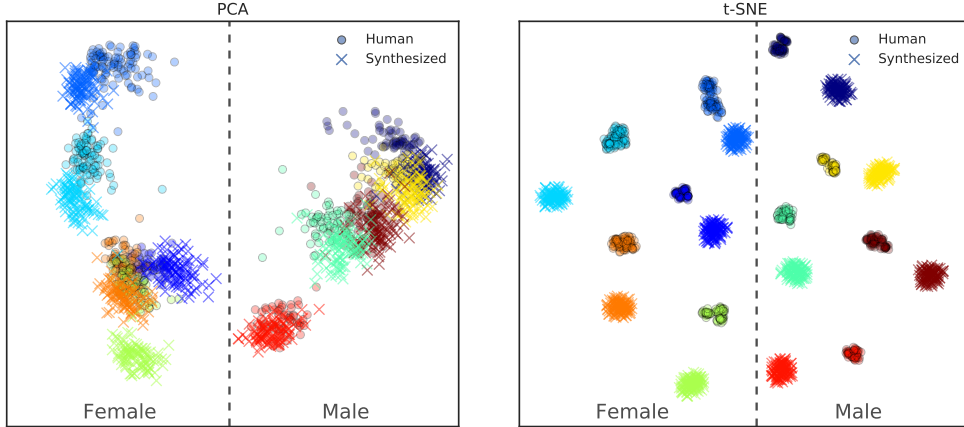 PCA
Human
Synthesized
Female
Male
t-SNE
Human
Synthesized
Female
Male